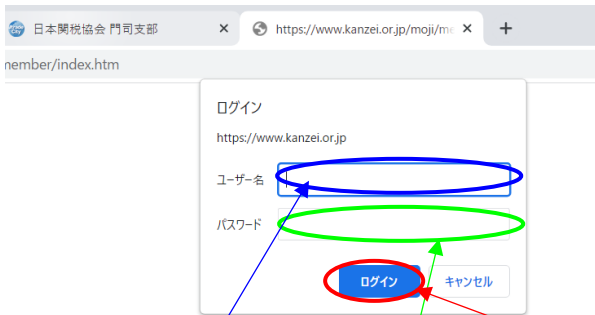 日本関税協会 門司支部
https://www.kanzei.or.jp/moji/me
member/index.htm
ログイン
https://www.kanzei.or.jp
ユーザー名
パスワード
ログイン キャンセル